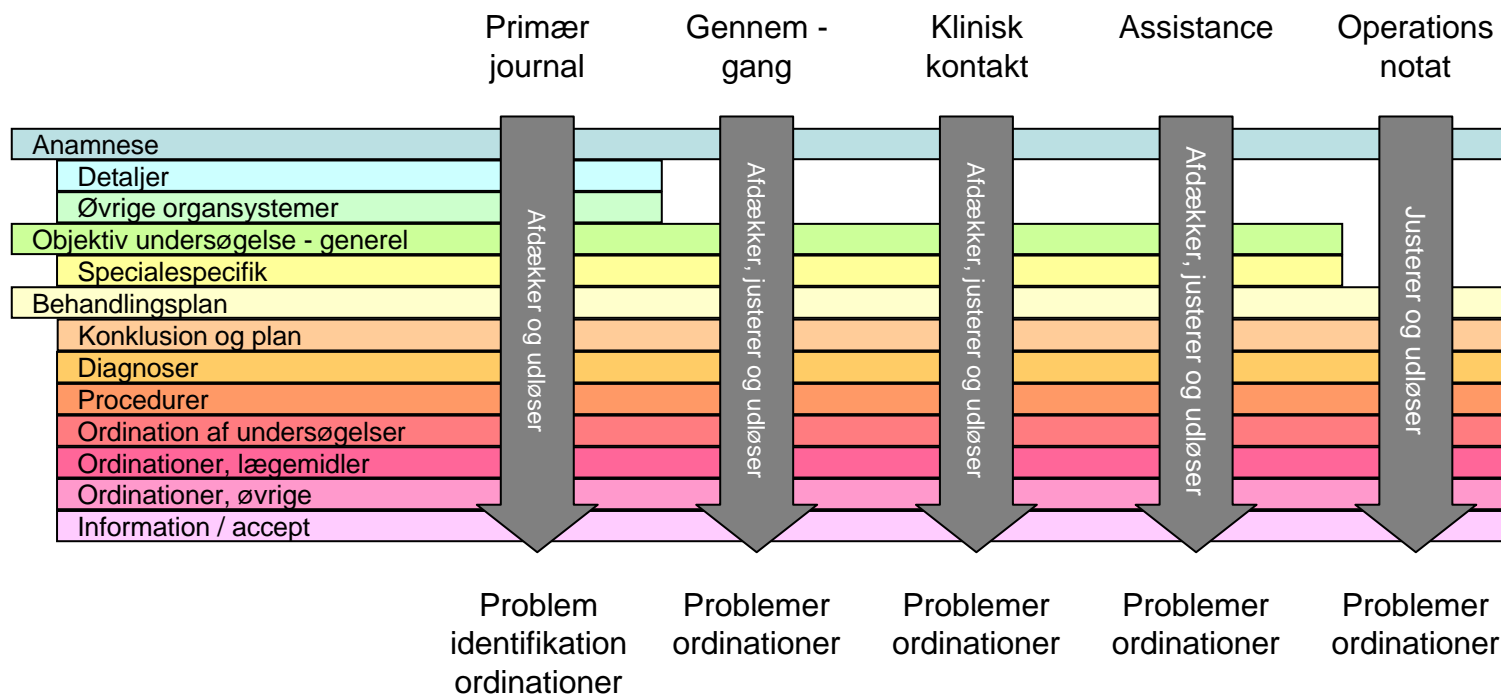 Primær
journal
Gennem -
gang
Klinisk
kontakt
Assistance
Operations
notat
Anamnese
Detaljer
Øvrige organsystemer
Objektiv undersøgelse - generel
Specialespecifik
Behandlingsplan
Konklusion og plan
Diagnoser
Procedurer
Ordination af undersøgelser
Ordinationer, lægemidler
Ordinationer, øvrige
Information / accept
Afdækker og udløser
Afdækker, justerer og udløser
Afdækker, justerer og udløser
Afdækker, justerer og udløser
Justerer og udløser
Problem
identifikation
ordinationer
Problemer
ordinationer
Problemer
ordinationer
Problemer
ordinationer
Problemer
ordinationer